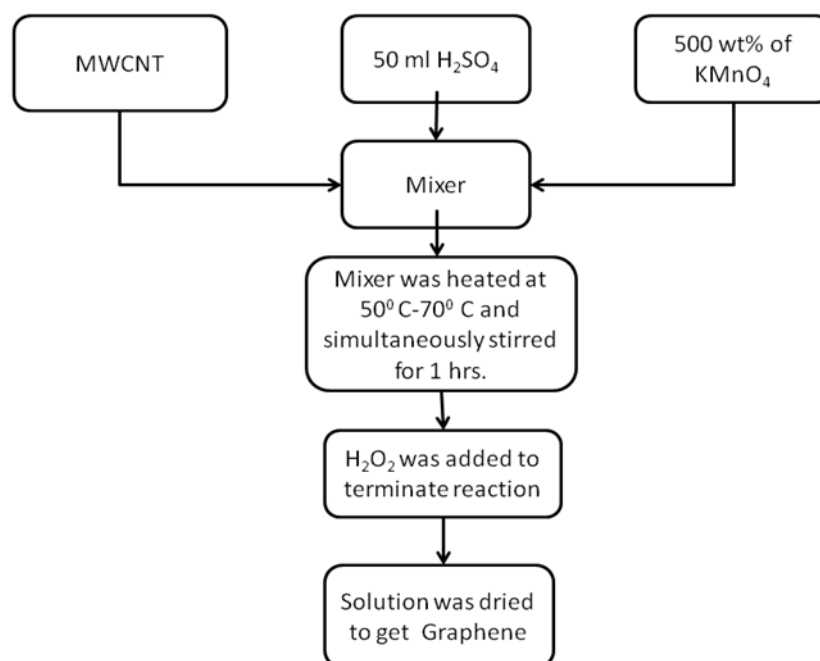 MWCNT
50 ml H₂SO₄
500 wt% of
KMnO₄
Mixer
Mixer was heated at
50⁰ C-70⁰ C and
simultaneously stirred
for 1 hrs.
H₂O₂ was added to
terminate reaction
Solution was dried
to get Graphene